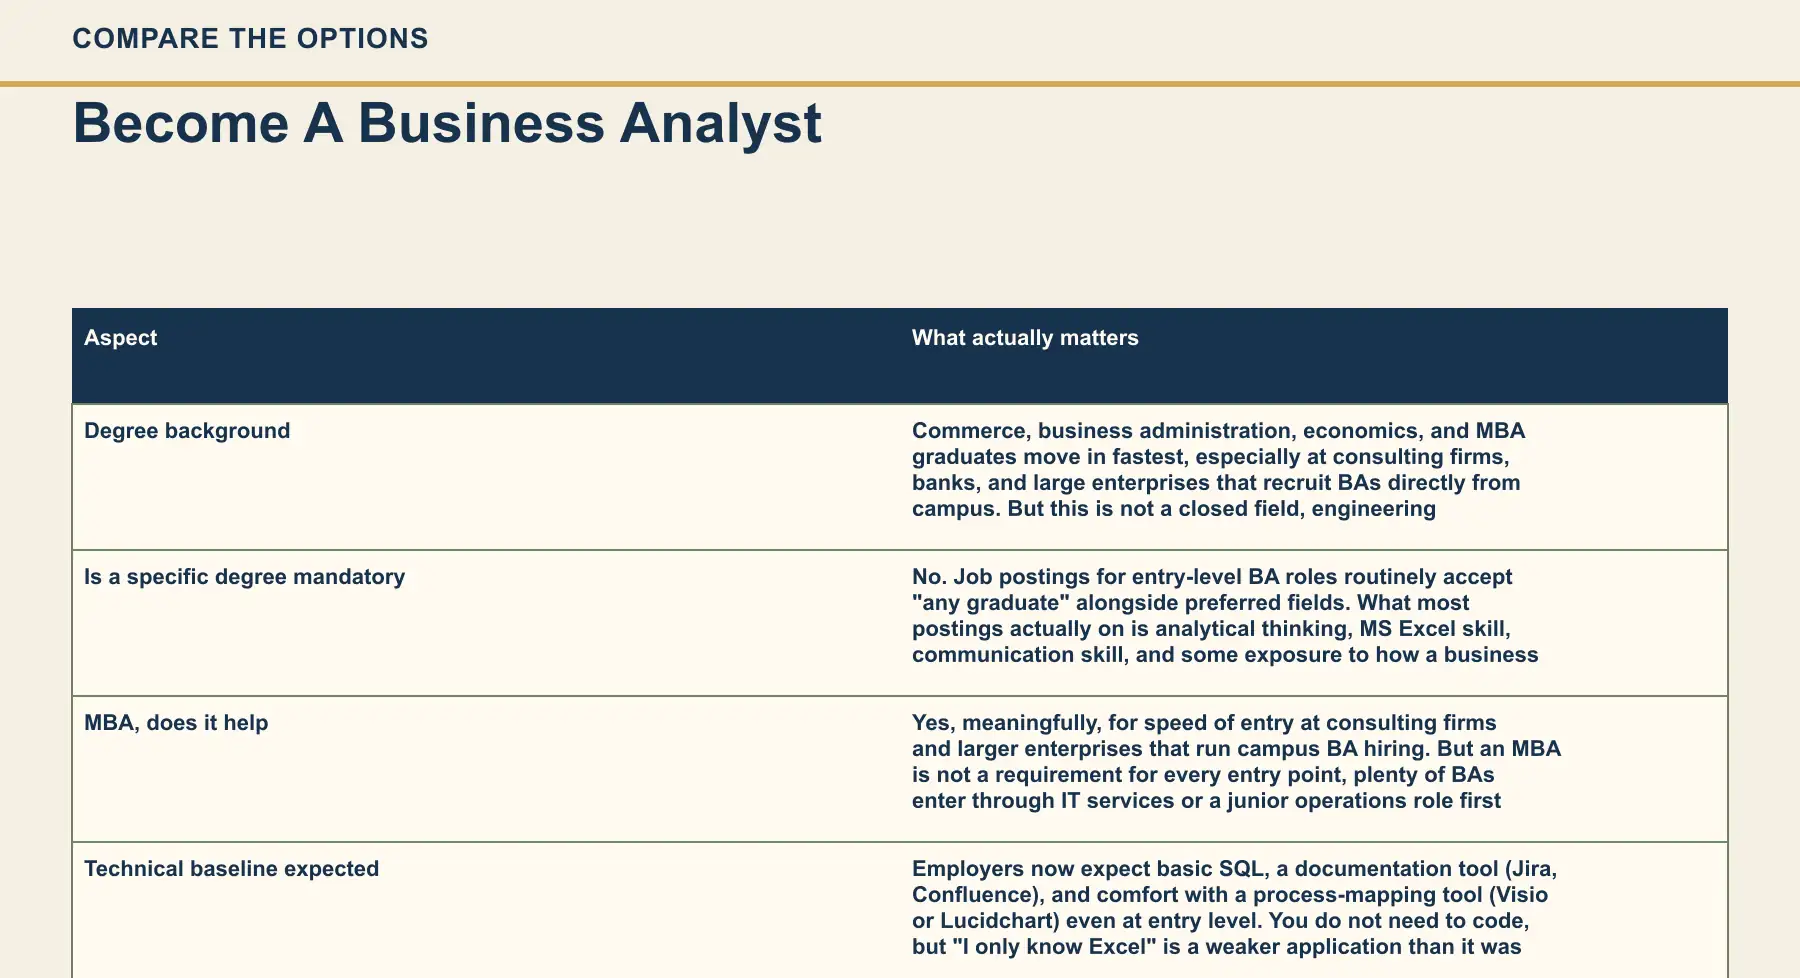 COMPARE THE OPTIONS
Become A Business Analyst
Aspect
What actually matters
Degree background
Commerce, business administration, economics, and MBA
graduates move in fastest, especially at consulting firms,
banks, and large enterprises that recruit BAs directly from
campus. But this is not a closed field, engineering
Is a specific degree mandatory
No. Job postings for entry-level BA roles routinely accept
"any graduate" alongside preferred fields. What most
postings actually on is analytical thinking, MS Excel skill,
communication skill, and some exposure to how a business
MBA, does it help
Yes, meaningfully, for speed of entry at consulting firms
and larger enterprises that run campus BA hiring. But an MBA
is not a requirement for every entry point, plenty of BAs
enter through IT services or a junior operations role first
Technical baseline expected
Employers now expect basic SQL, a documentation tool (Jira,
Confluence), and comfort with a process-mapping tool (Visio
or Lucidchart) even at entry level. You do not need to code,
but "I only know Excel" is a weaker application than it was